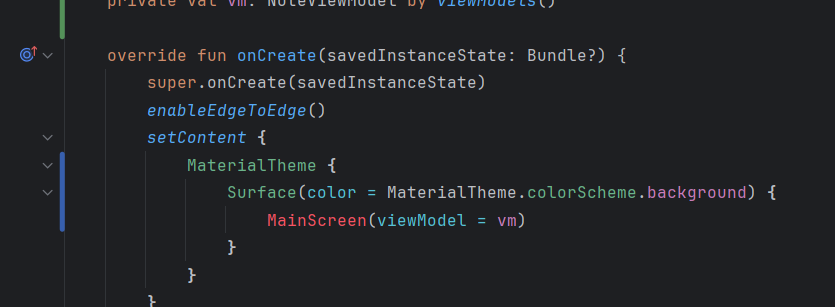 private val vm: NoteViewModel by viewModels()
override fun onCreate(savedInstanceState: Bundle?) {
super.onCreate(savedInstanceState)
enableEdgeToEdge()
setContent {
MaterialTheme {
Surface(color = MaterialTheme.colorScheme.background) {
MainScreen(viewModel = vm)
}
}
}